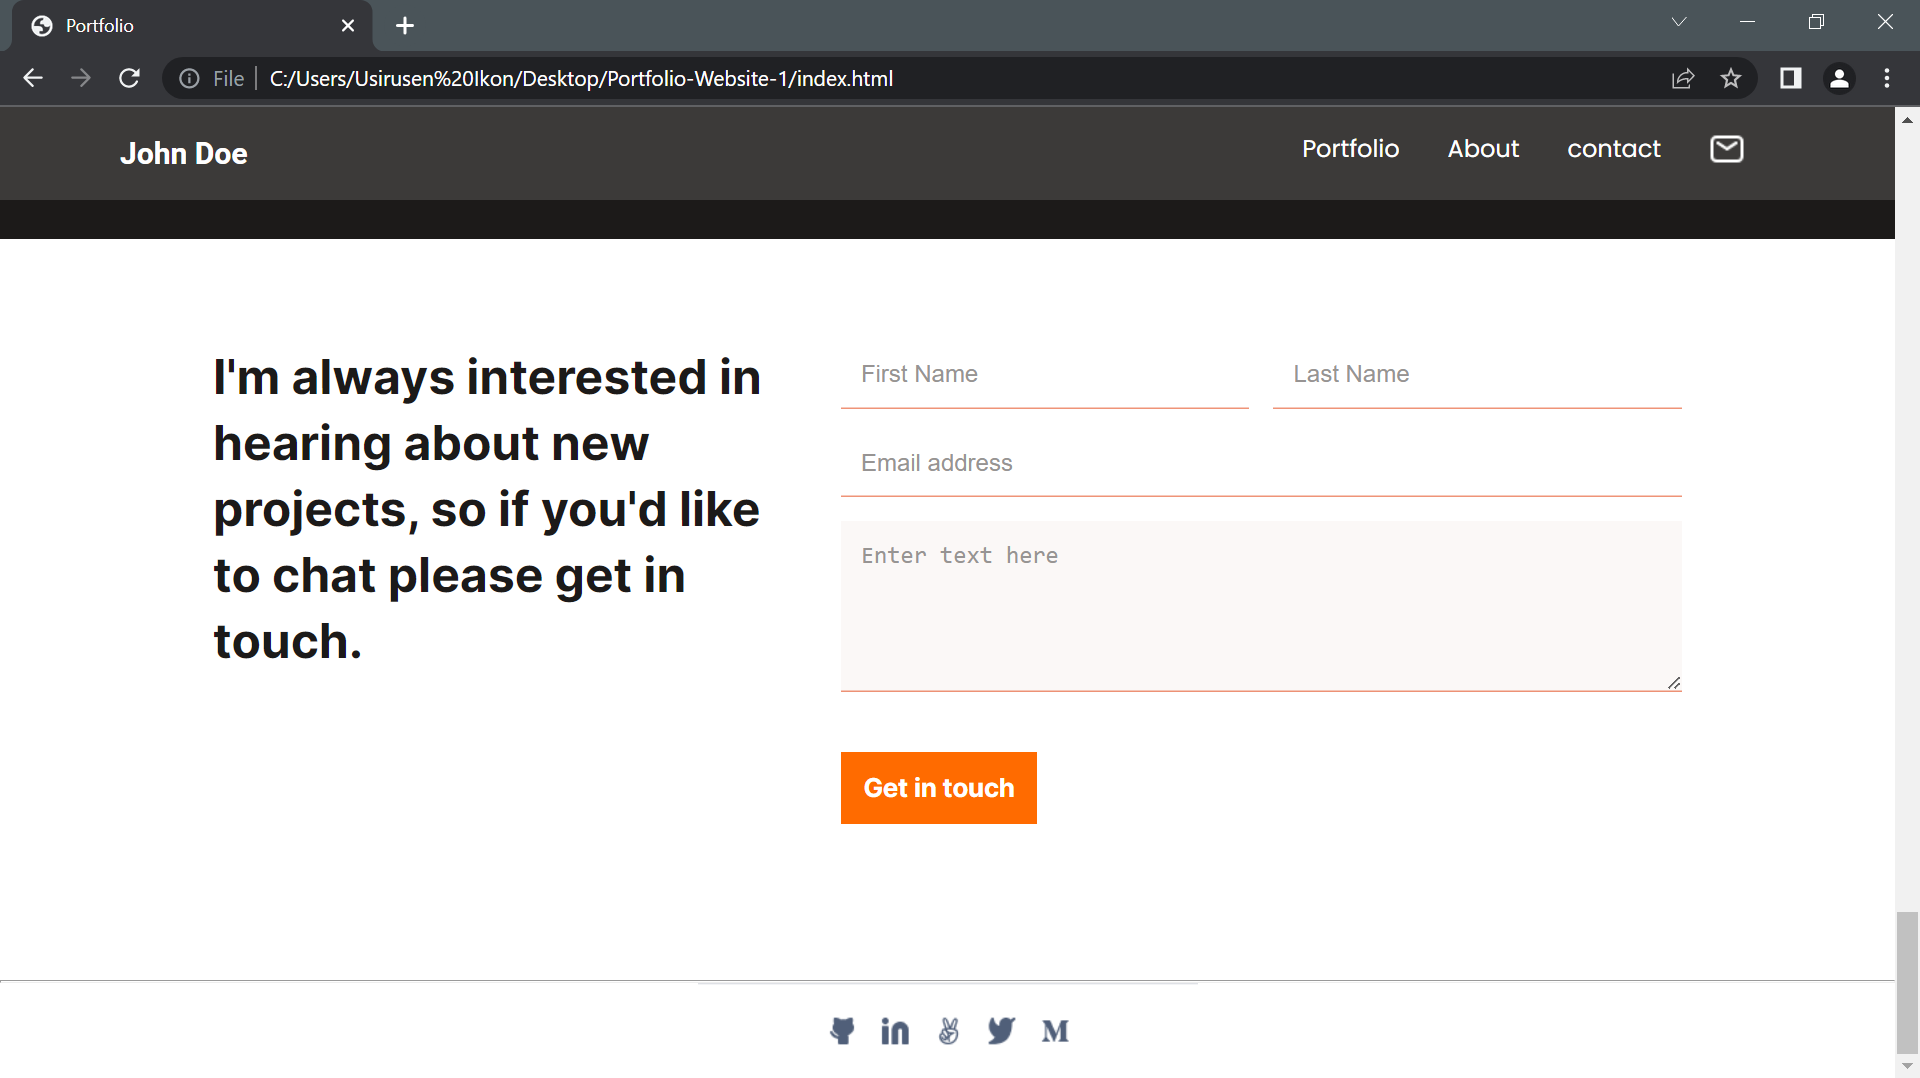 Portfolio
File
C:/Users/Usirusen%20Ikon/Desktop/Portfolio-Website-1/index.html
John Doe
Portfolio About contact
I'm always interested in
hearing about new
projects, so if you'd like
to chat please get in
touch.
First Name
Last Name
Email address
Enter text here
Get in touch